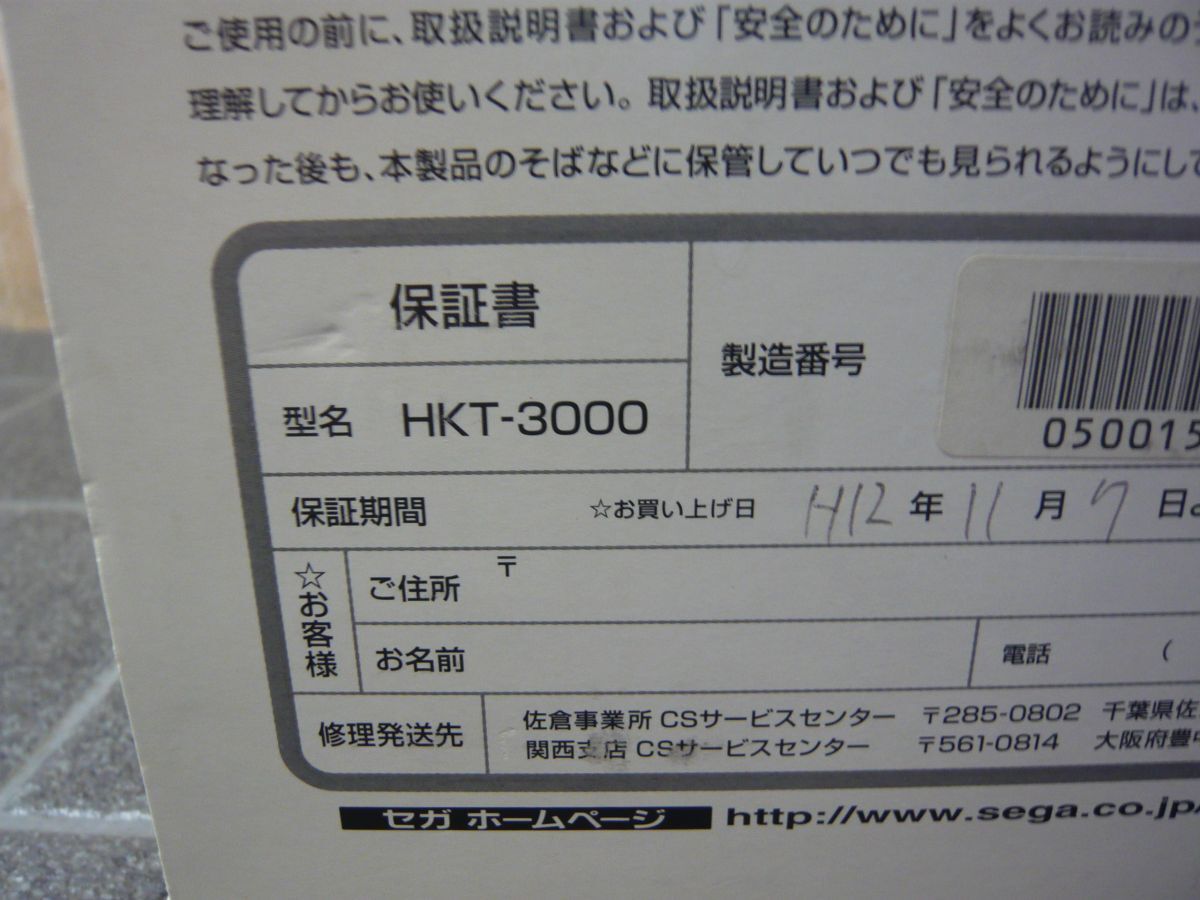 ご使用の前に、取扱説明書および「安全のために」をよくお読みの
理解してからお使いください。取扱説明書および「安全のために」は、
なった後も、本製品のそばなどに保管していつでも見られるようにして
保証書
製造番号
050015
型名 HKT-3000
保証期間 ☆お買い上げ日 H12年11月7日よ
☆お客様
ご住所 〒
お名前 電話 (
修理発送先
佐倉事業所 CSサービスセンター 〒285-0802 千葉県佐
関西支店 CSサービスセンター 〒561-0814 大阪府豊中
セガ ホームページ http://www.sega.co.jp/